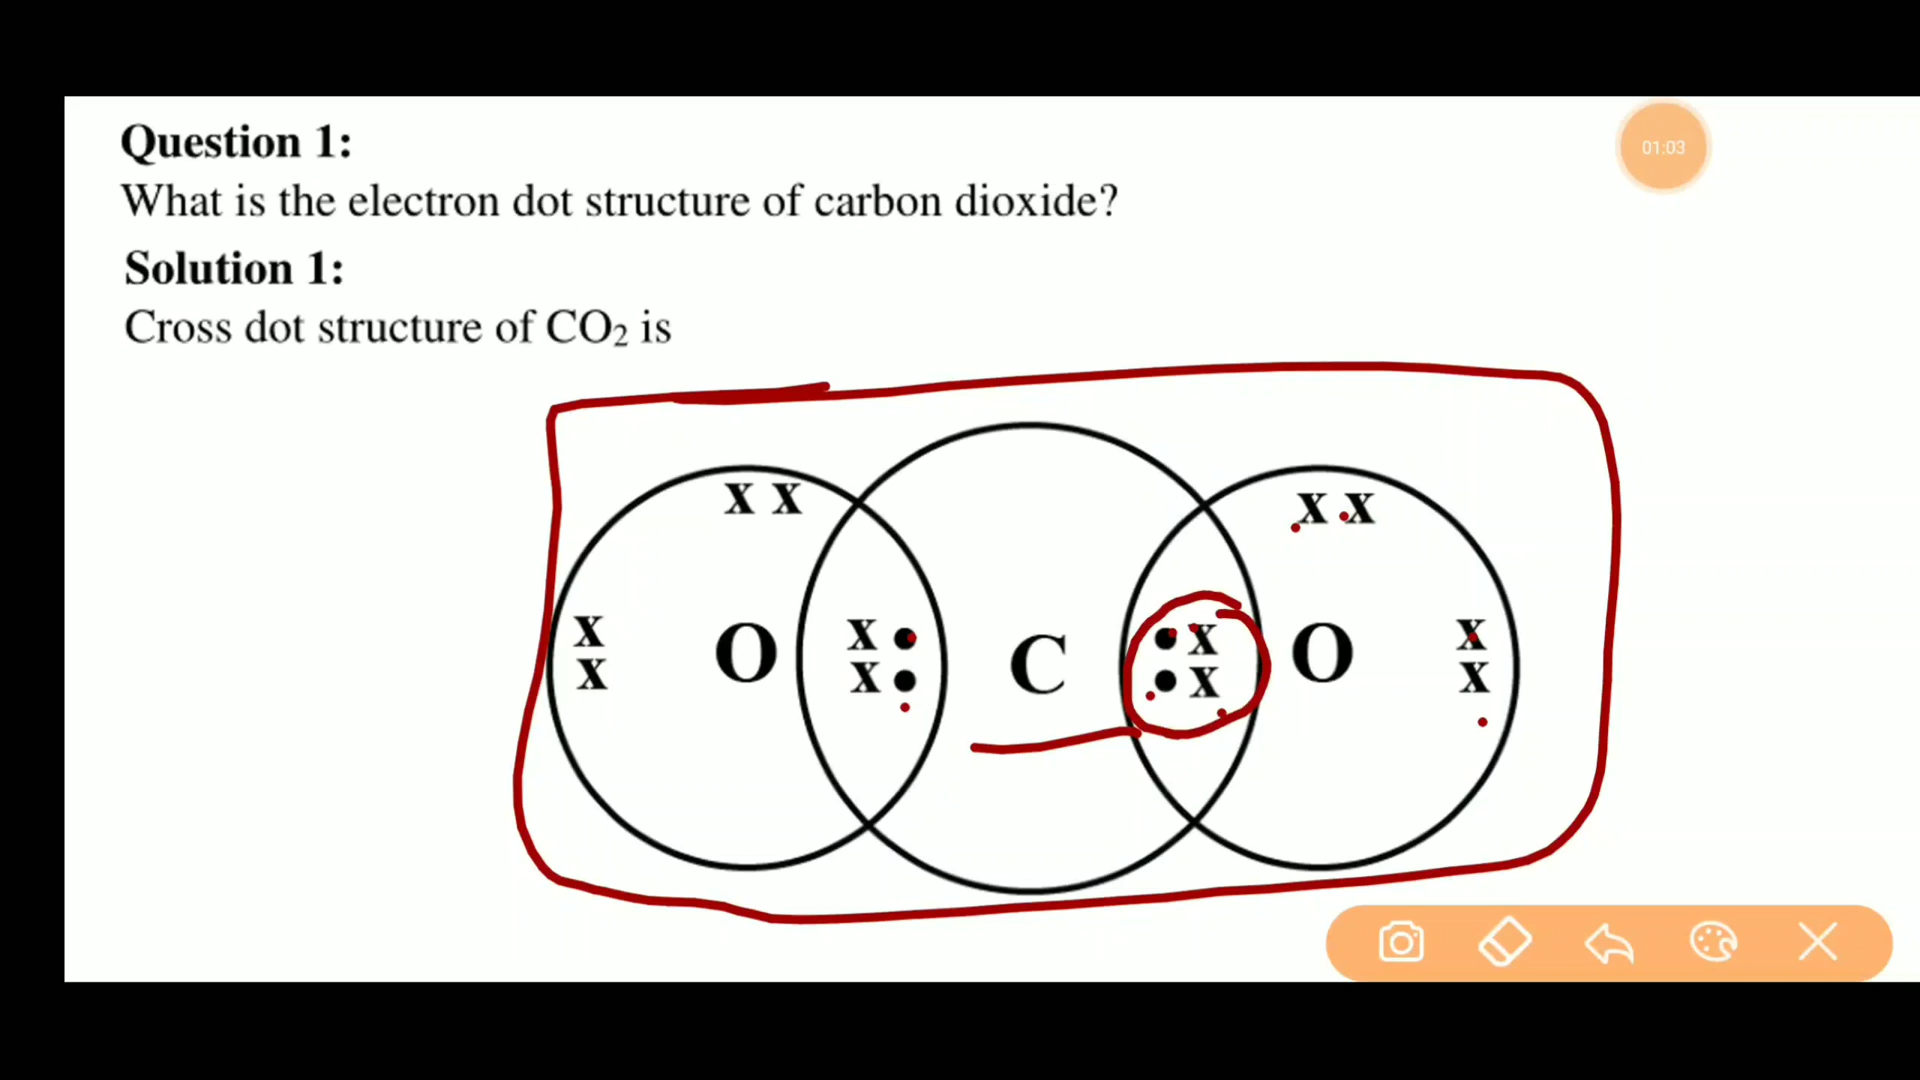 Question 1:
01:03
What is the electron dot structure of carbon dioxide?
Solution 1:
Cross dot structure of CO₂ is
x x
x x
x
x
O
x
x
C
x
x
O
x
x